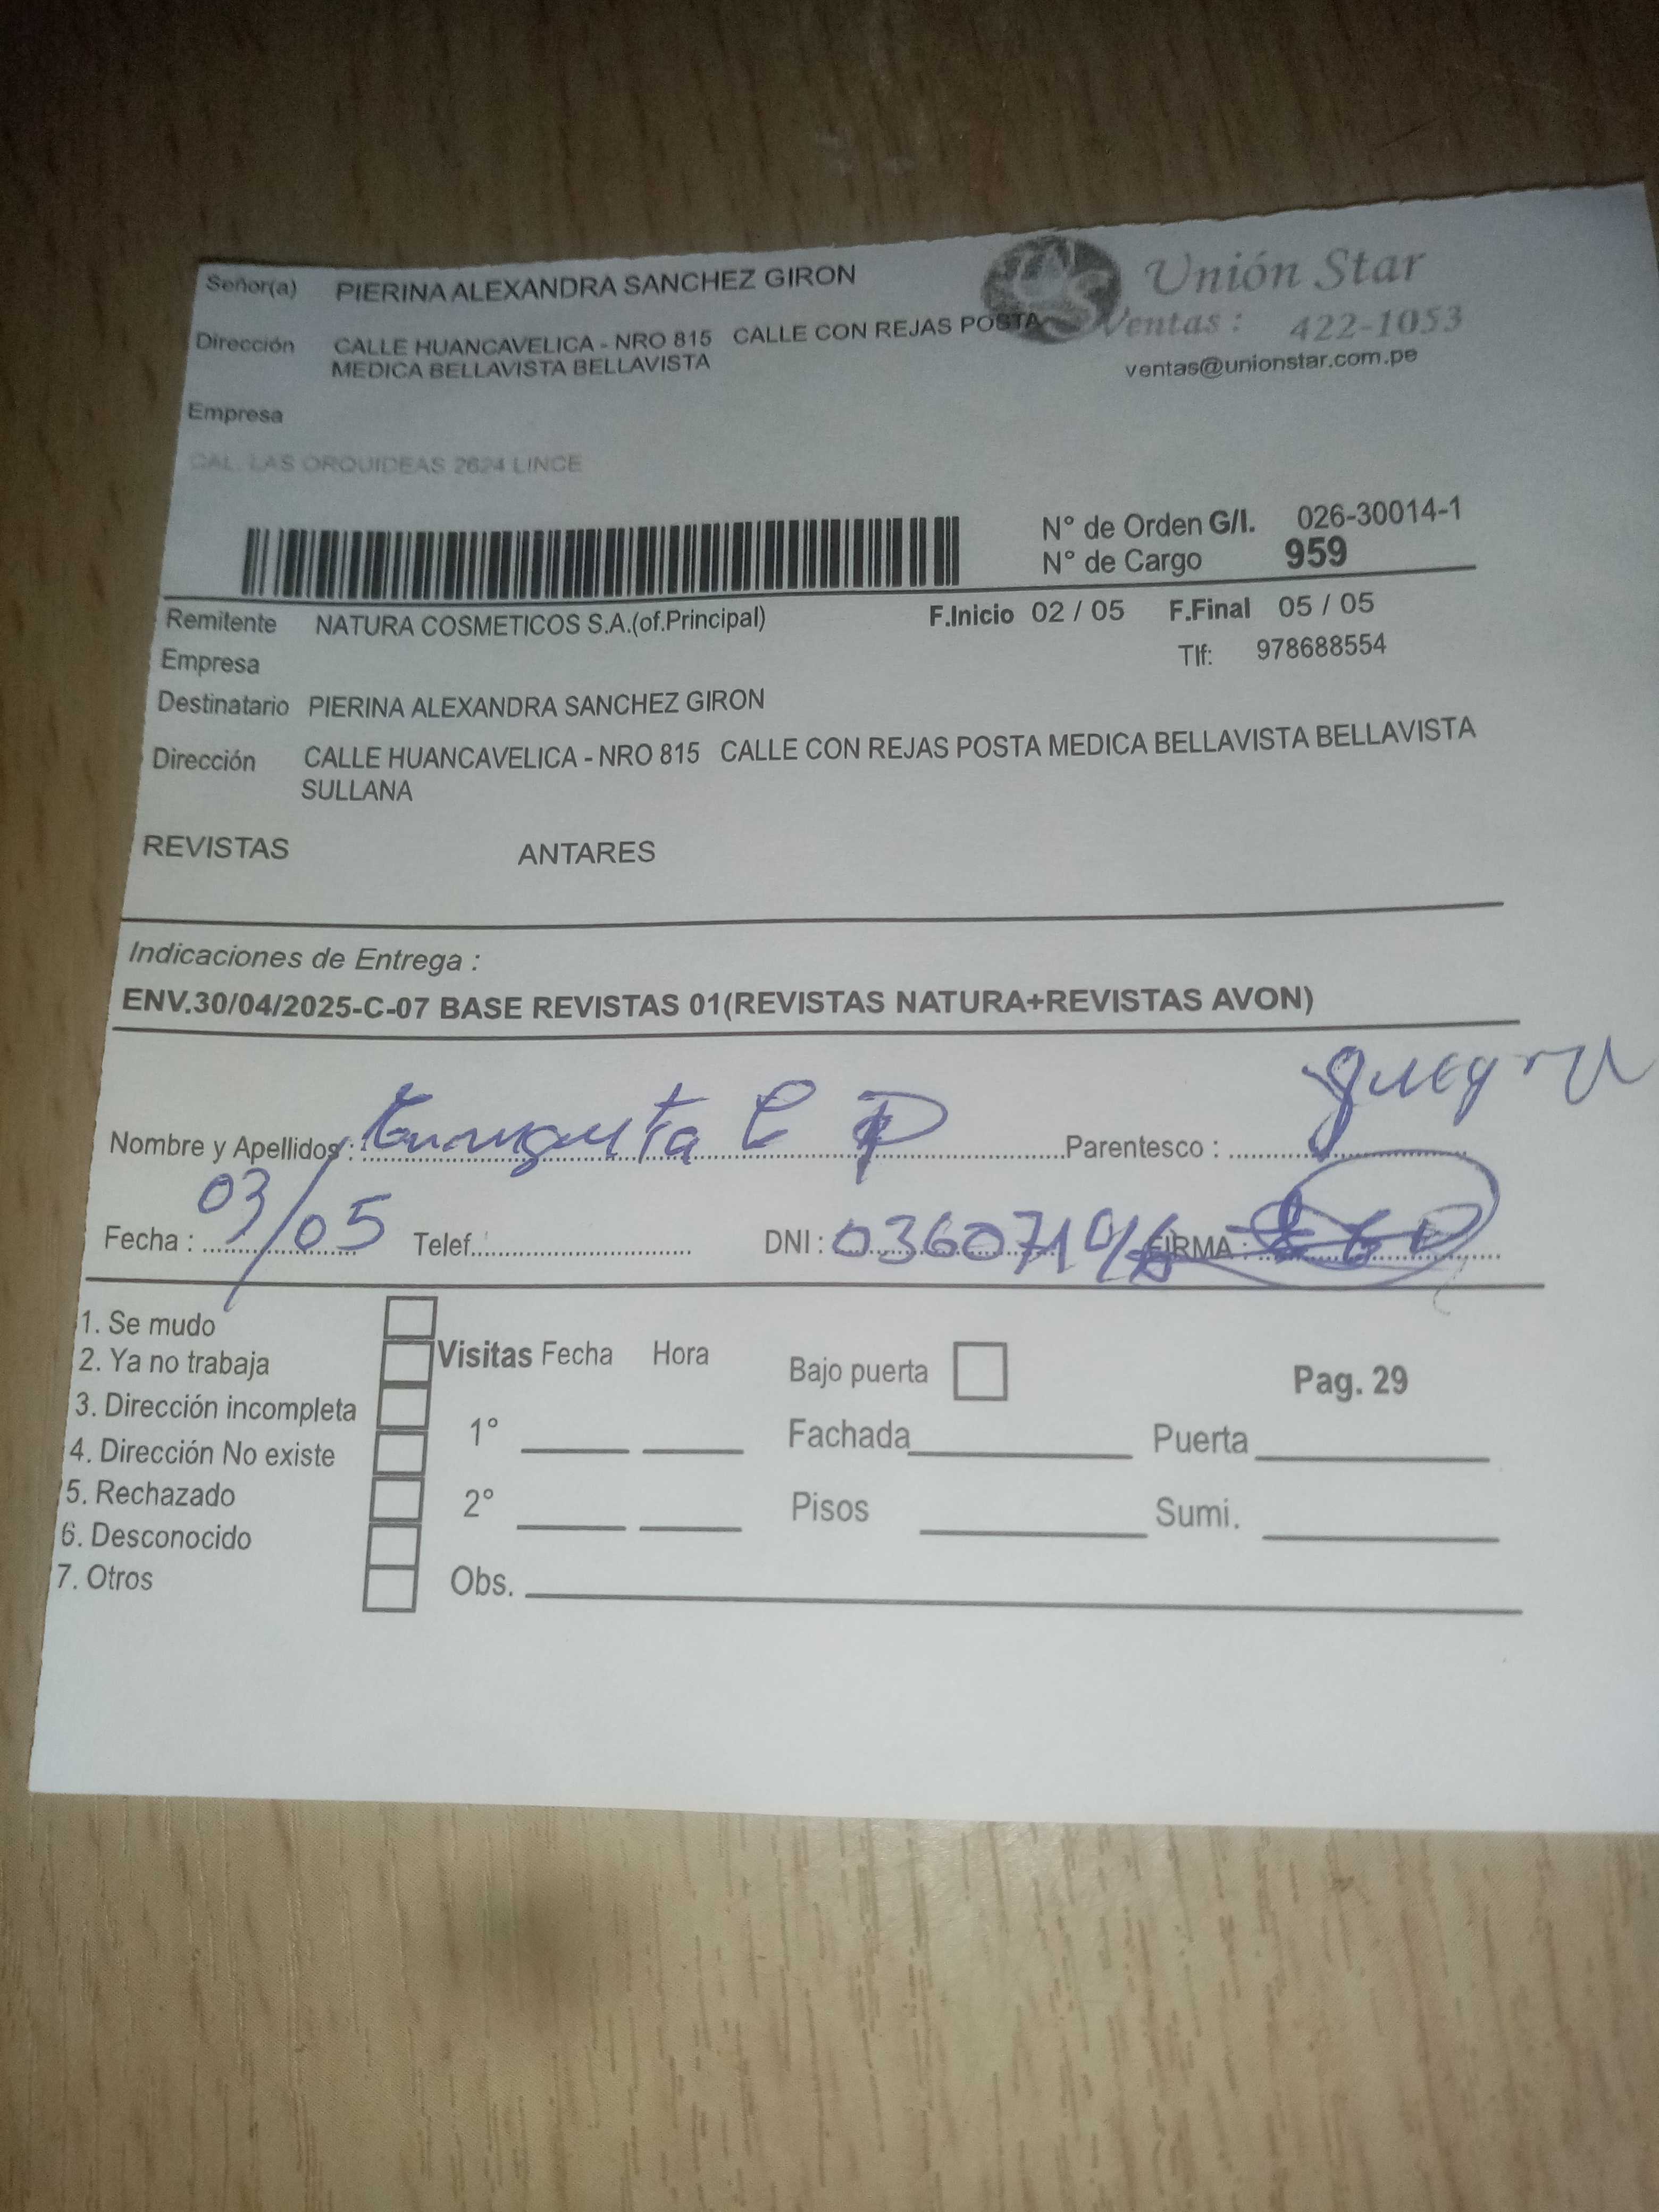 Señor(a) PIERINA ALEXANDRA SANCHEZ GIRON
Unión Star
Dirección CALLE HUANCAVELICA - NRO 815 CALLE CON REJAS POSTA
MEDICA BELLAVISTA BELLAVISTA
Ventas : 422-1053
ventas@unionstar.com.pe
Empresa
CAL. LAS ORQUIDEAS 2624 LINCE
N° de Orden G/I. 026-30014-1
N° de Cargo 959
Remitente NATURA COSMETICOS S.A.(of.Principal) F.Inicio 02 / 05 F.Final 05 / 05
Empresa Tlf: 978688554
Destinatario PIERINA ALEXANDRA SANCHEZ GIRON
Dirección CALLE HUANCAVELICA - NRO 815 CALLE CON REJAS POSTA MEDICA BELLAVISTA BELLAVISTA
SULLANA
REVISTAS ANTARES
Indicaciones de Entrega :
ENV.30/04/2025-C-07 BASE REVISTAS 01(REVISTAS NATURA+REVISTAS AVON)
Nombre y Apellidos : Parentesco :
Fecha : 03/05 Telef. DNI : FIRMA :
1. Se mudo
2. Ya no trabaja
3. Dirección incompleta
4. Dirección No existe
5. Rechazado
6. Desconocido
7. Otros
Visitas Fecha Hora Bajo puerta Pag. 29
1° Fachada Puerta
2° Pisos Sumi.
Obs.